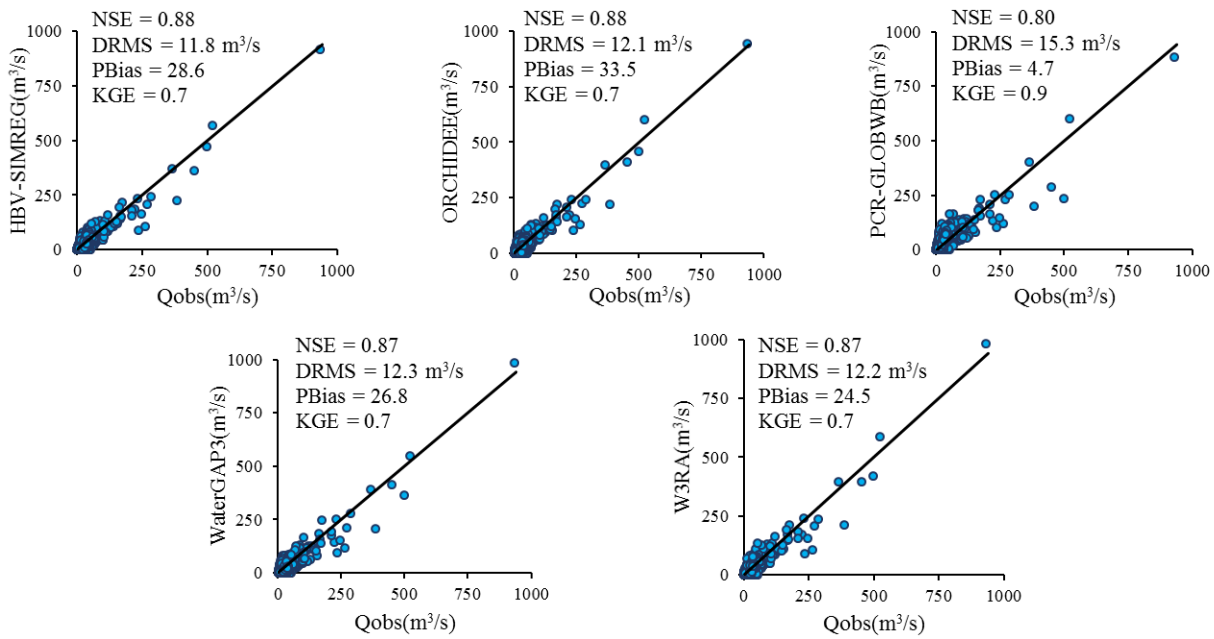 NSE = 0.88
DRMS = 11.8 m³/s
PBias = 28.6
KGE = 0.7
HBV-SIMREG(m³/s)
1000
750
500
250
0
0 250 500 750 1000
Qobs(m³/s)
NSE = 0.88
DRMS = 12.1 m³/s
PBias = 33.5
KGE = 0.7
ORCHIDEE(m³/s)
1000
750
500
250
0
0 250 500 750 1000
Qobs(m³/s)
NSE = 0.80
DRMS = 15.3 m³/s
PBias = 4.7
KGE = 0.9
PCR-GLOBWB(m³/s)
1000
750
500
250
0
0 250 500 750 1000
Qobs(m³/s)
NSE = 0.87
DRMS = 12.3 m³/s
PBias = 26.8
KGE = 0.7
WaterGAP3(m³/s)
1000
750
500
250
0
0 250 500 750 1000
Qobs(m³/s)
NSE = 0.87
DRMS = 12.2 m³/s
PBias = 24.5
KGE = 0.7
W3RA(m³/s)
1000
750
500
250
0
0 250 500 750 1000
Qobs(m³/s)